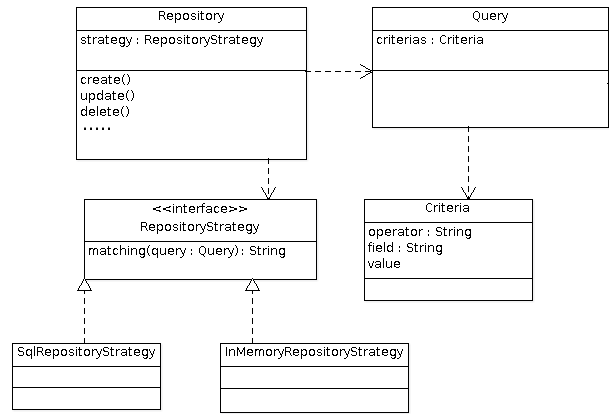 Repository
strategy : RepositoryStrategy
create()
update()
delete()
.....
Query
criterias : Criteria
<<interface>>
RepositoryStrategy
matching(query : Query): String
Criteria
operator : String
field : String
value
SqlRepositoryStrategy
InMemoryRepositoryStrategy